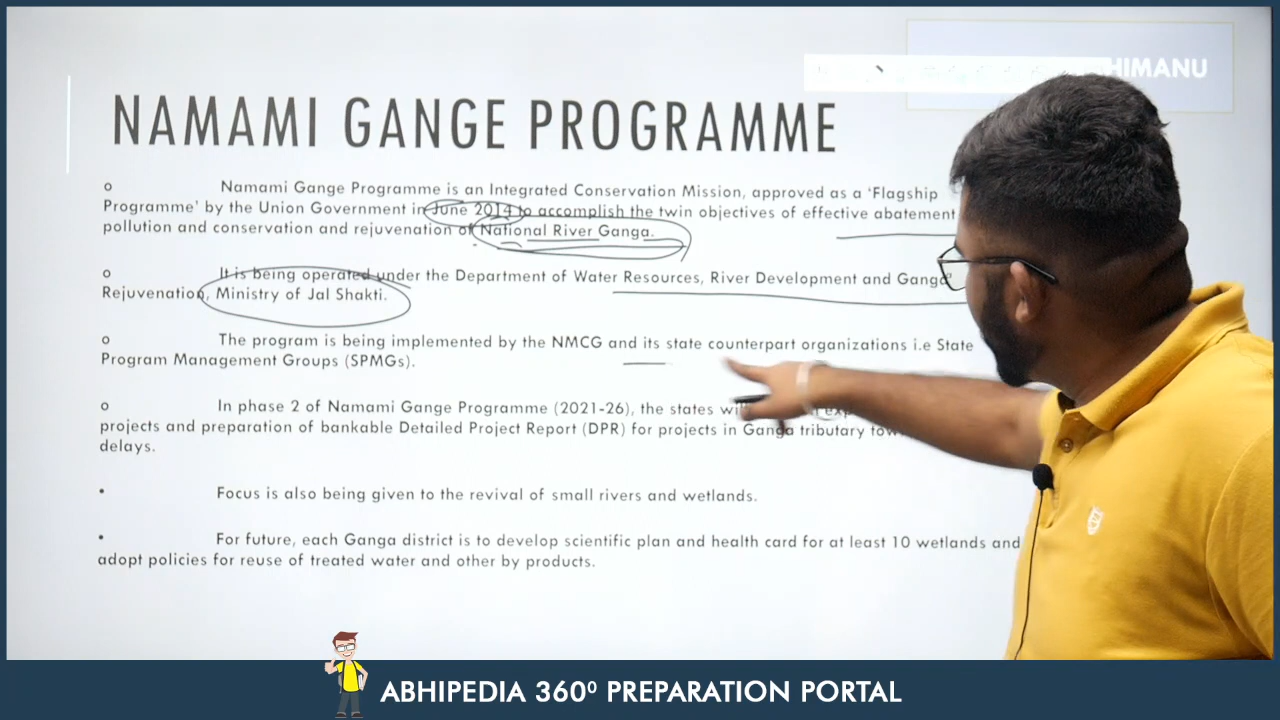 HIMANU
NAMAMI GANGE PROGRAMME
o Namami Gange Programme is an Integrated Conservation Mission, approved as a ‘Flagship
Programme’ by the Union Government in June 2014 to accomplish the twin objectives of effective abatement
pollution and conservation and rejuvenation of National River Ganga.
o It is being operated under the Department of Water Resources, River Development and Ganga
Rejuvenation, Ministry of Jal Shakti.
o The program is being implemented by the NMCG and its state counterpart organizations i.e State
Program Management Groups (SPMGs).
o In phase 2 of Namami Gange Programme (2021-26), the states
projects and preparation of bankable Detailed Project Report (DPR) for projects in Ganga tributary
delays.
• Focus is also being given to the revival of small rivers and wetlands.
• For future, each Ganga district is to develop scientific plan and health card for at least 10 wetlands and
adopt policies for reuse of treated water and other by products.
ABHIPEDIA 360⁰ PREPARATION PORTAL